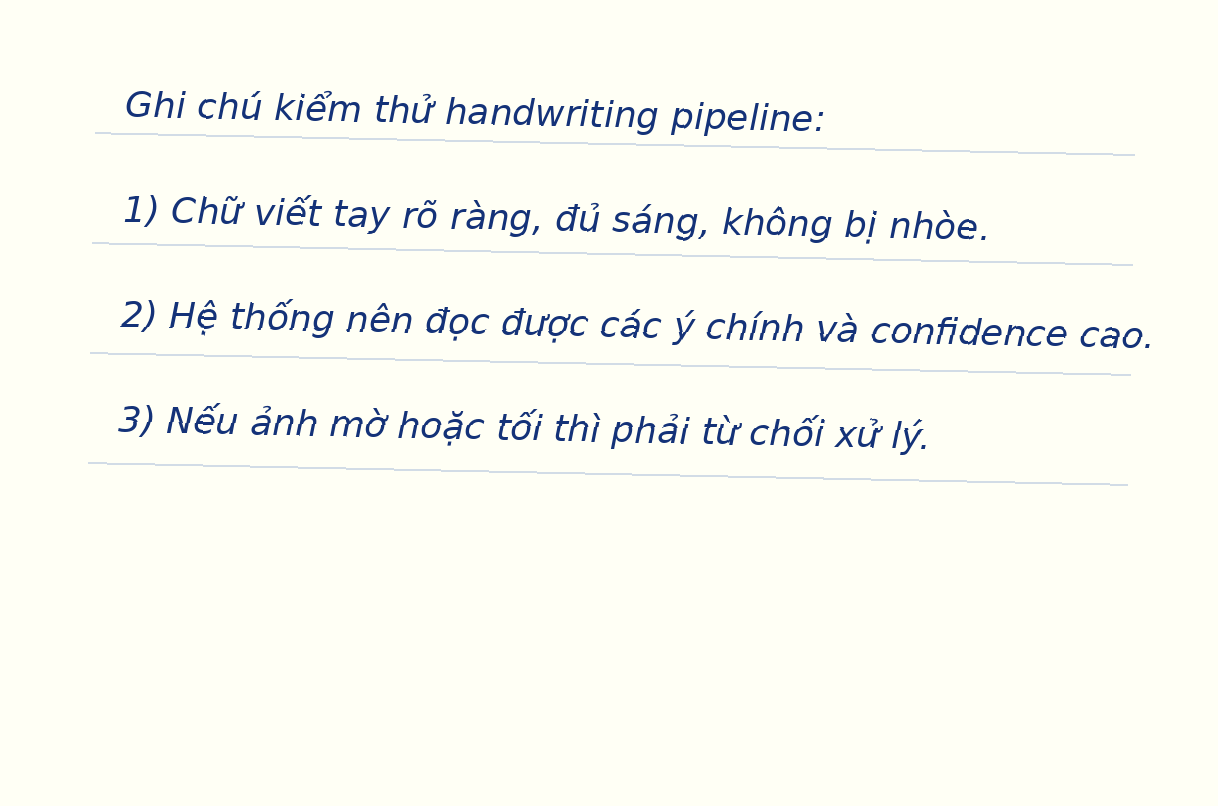 Ghi chú kiểm thử handwriting pipeline:
1) Chữ viết tay rõ ràng, đủ sáng, không bị nhòe.
2) Hệ thống nên đọc được các ý chính và confidence cao.
3) Nếu ảnh mờ hoặc tối thì phải từ chối xử lý.